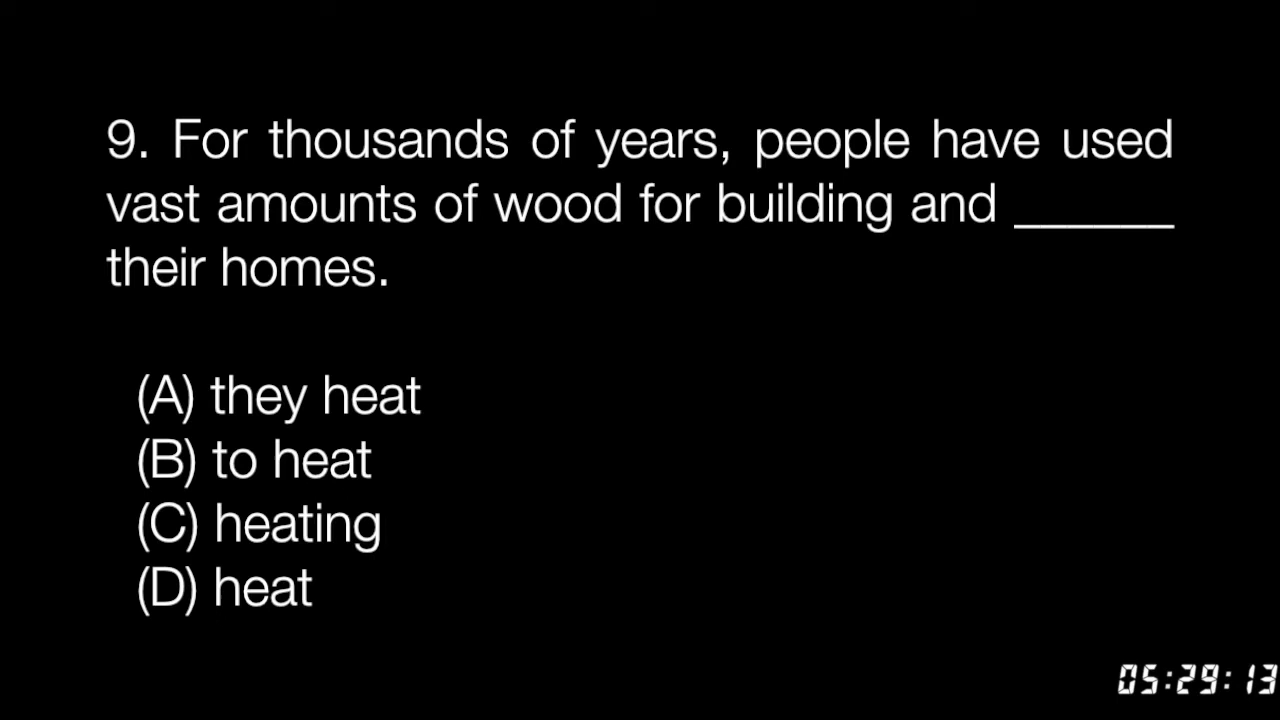 9. For thousands of years, people have used
vast amounts of wood for building and ______
their homes.
(A) they heat
(B) to heat
(C) heating
(D) heat
05:29:13